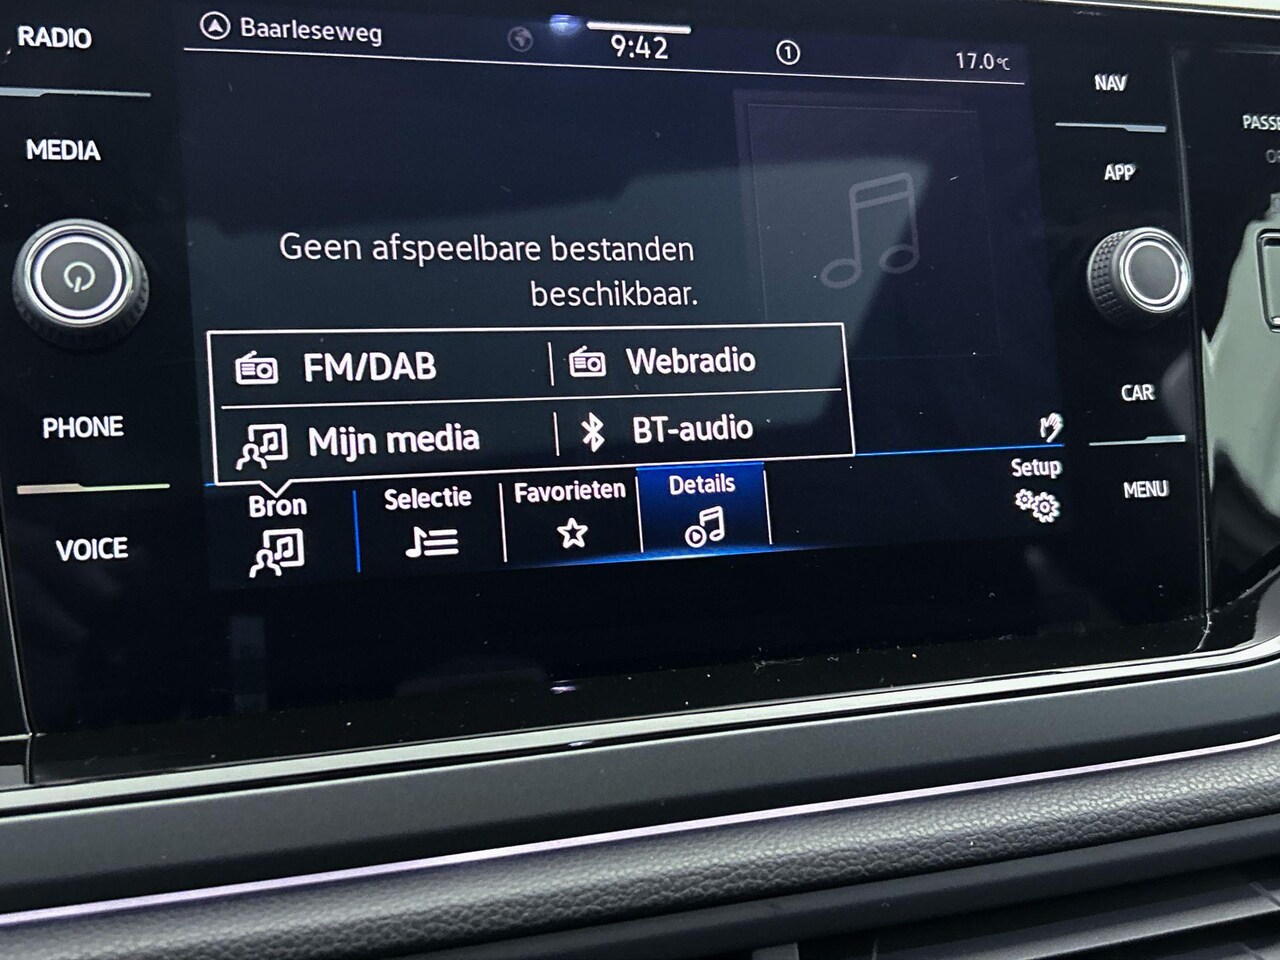 RADIO
MEDIA
PHONE
VOICE
Baarleseweg
9:42
1
17.0°C
Geen afspeelbare bestanden
beschikbaar.
FM/DAB
Webradio
Mijn media
BT-audio
Bron
Selectie
Favorieten
Details
Setup
NAV
APP
CAR
MENU